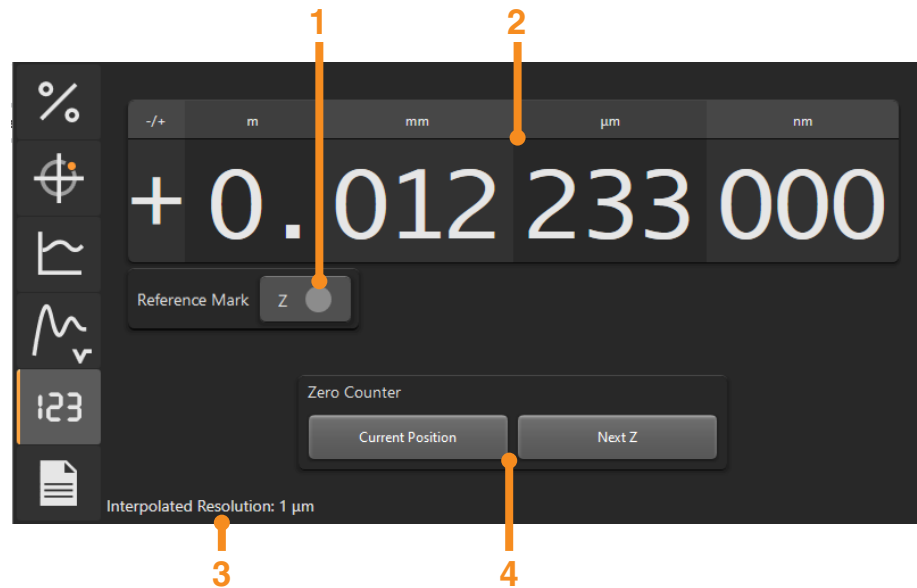 1 2
-/+ m mm µm nm
+ 0.012 233 000
Reference Mark Z
123
Zero Counter
Current Position Next Z
Interpolated Resolution: 1 µm
3 4